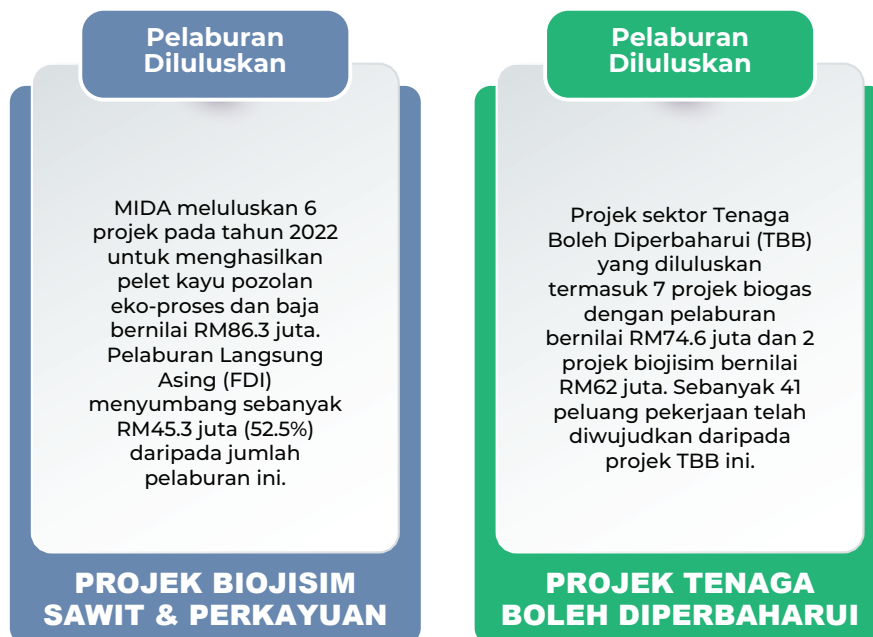 Pelaburan
Diluluskan
MIDA meluluskan 6
projek pada tahun 2022
untuk menghasilkan
pelet kayu pozolan
eko-proses dan baja
bernilai RM86.3 juta.
Pelaburan Langsung
Asing (FDI)
menyumbang sebanyak
RM45.3 juta (52.5%)
daripada jumlah
pelaburan ini.
PROJEK BIOJISIM
SAWIT & PERKAYUAN
Pelaburan
Diluluskan
Projek sektor Tenaga
Boleh Diperbaharui (TBB)
yang diluluskan
termasuk 7 projek biogas
dengan pelaburan
bernilai RM74.6 juta dan 2
projek biojisim bernilai
RM62 juta. Sebanyak 41
peluang pekerjaan telah
diwujudkan daripada
projek TBB ini.
PROJEK TENAGA
BOLEH DIPERBAHARUI